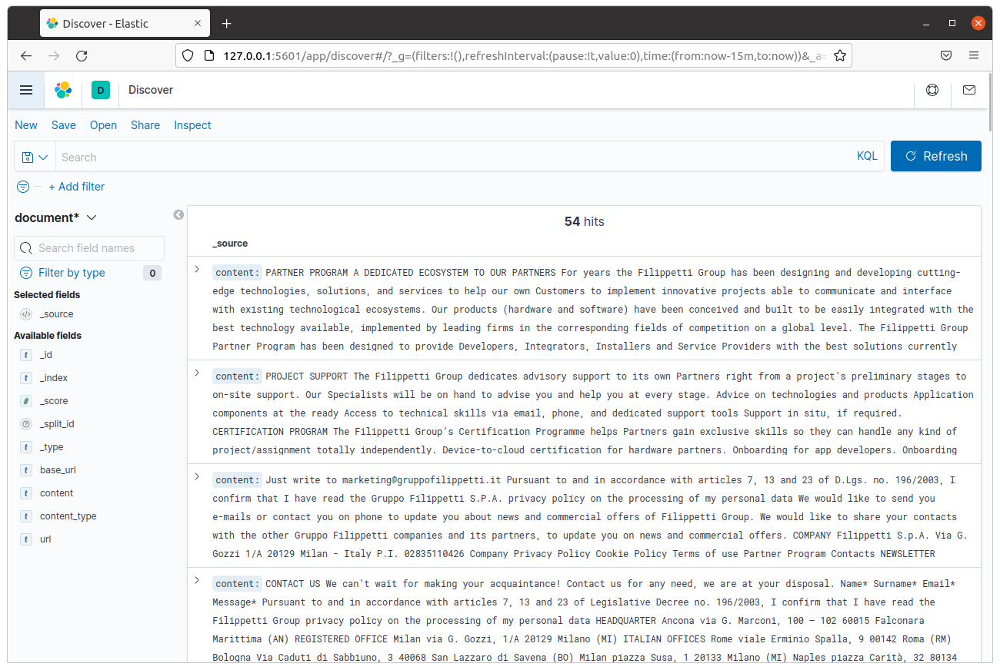 Discover - Elastic
127.0.0.1:5601/app/discover#/?_g=(filters:!(),refreshInterval:(pause:!t,value:0),time:(from:now-15m,to:now))&_a=
D
Discover
New Save Open Share Inspect
Search
KQL
Refresh
+ Add filter
document*
Search field names
Filter by type 0
Selected fields
_source
Available fields
_id
_index
_score
_split_id
_type
base_url
content
content_type
url
54 hits
_source
content: PARTNER PROGRAM A DEDICATED ECOSYSTEM TO OUR PARTNERS For years the Filippetti Group has been designing and developing cutting-
edge technologies, solutions, and services to help our own Customers to implement innovative projects able to communicate and interface
with existing technological ecosystems. Our products (hardware and software) have been conceived and built to be easily integrated with the
best technology available, implemented by leading firms in the corresponding fields of competition on a global level. The Filippetti Group
Partner Program has been designed to provide Developers, Integrators, Installers and Service Providers with the best solutions currently
content: PROJECT SUPPORT The Filippetti Group dedicates advisory support to its own Partners right from a project's preliminary stages to
on-site support. Our Specialists will be on hand to advise you and help you at every stage. Advice on technologies and products Application
components at the ready Access to technical skills via email, phone, and dedicated support tools Support in situ, if required.
CERTIFICATION PROGRAM The Filippetti Group's Certification Programme helps Partners gain exclusive skills so they can handle any kind of
project/assignment totally independently. Device-to-cloud certification for hardware partners. Onboarding for app developers. Onboarding
content: Just write to marketing@gruppofilippetti.it Pursuant to and in accordance with articles 7, 13 and 23 of D.Lgs. no. 196/2003, I
confirm that I have read the Gruppo Filippetti S.P.A. privacy policy on the processing of my personal data We would like to send you
e-mails or contact you on phone to update you about news and commercial offers of Filippetti Group. We would like to share your contacts
with the other Gruppo Filippetti companies and its partners, to update you on news and commercial offers. COMPANY Filippetti S.p.A. Via G.
Gozzi 1/A 20129 Milan - Italy P.I. 02835110426 Company Privacy Policy Cookie Policy Terms of use Partner Program Contacts NEWSLETTER
content: CONTACT US We can't wait for making your acquaintance! Contact us for any need, we are at your disposal. Name* Surname* Email*
Message* Pursuant to and in accordance with articles 7, 13 and 23 of Legislative Decree no. 196/2003, I confirm that I have read the
Filippetti Group privacy policy on the processing of my personal data HEADQUARTER Ancona via G. Marconi, 100 – 102 60015 Falconara
Marittima (AN) REGISTERED OFFICE Milan via G. Gozzi, 1/A 20129 Milano (MI) ITALIAN OFFICES Rome viale Erminio Spalla, 9 00142 Roma (RM)
Bologna Via Caduti di Sabbiuno, 3 40068 San Lazzaro di Savena (BO) Milan piazza Susa, 1 20133 Milano (MI) Naples piazza Carità, 32 80134